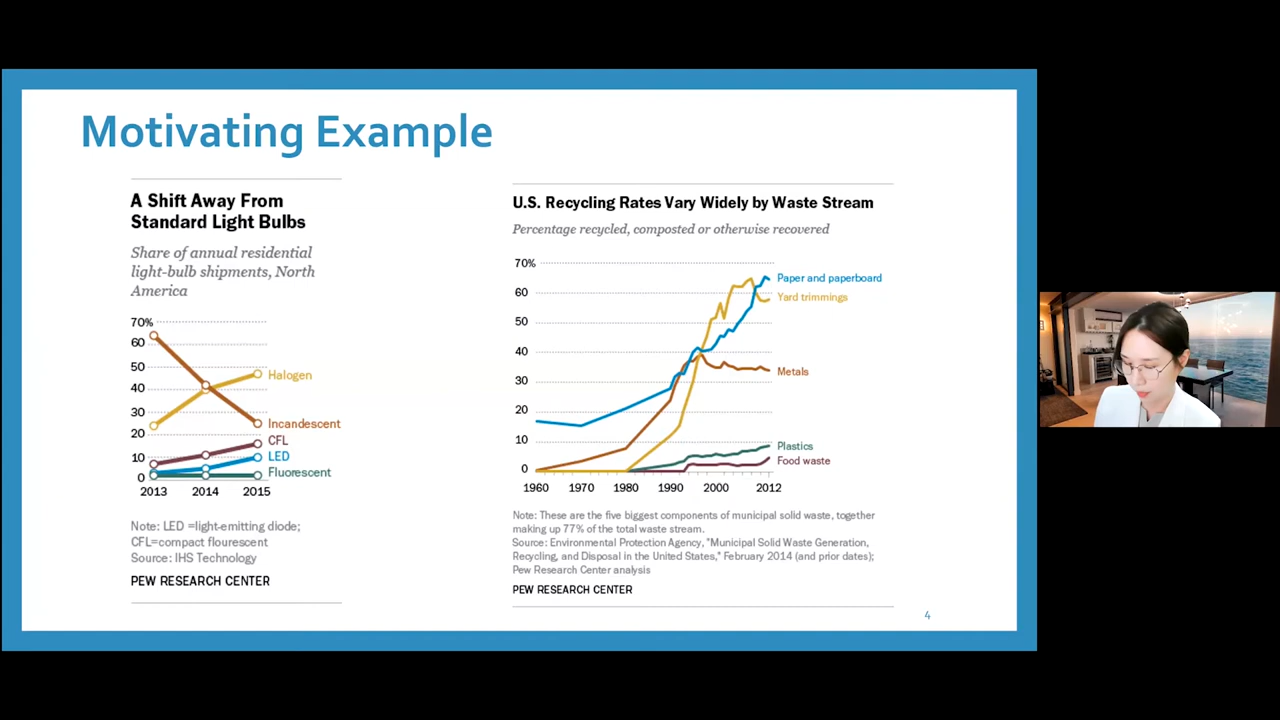 Motivating Example
A Shift Away From
Standard Light Bulbs
Share of annual residential
light-bulb shipments, North
America
70%
60
50
40
30
20
10
0
Halogen
Incandescent
CFL
LED
Fluorescent
2013 2014 2015
Note: LED =light-emitting diode;
CFL=compact flourescent
Source: IHS Technology
PEW RESEARCH CENTER
U.S. Recycling Rates Vary Widely by Waste Stream
Percentage recycled, composted or otherwise recovered
70%
60
50
40
30
20
10
0
Paper and paperboard
Yard trimmings
Metals
Plastics
Food waste
1960 1970 1980 1990 2000 2012
Note: These are the five biggest components of municipal solid waste, together
making up 77% of the total waste stream.
Source: Environmental Protection Agency, "Municipal Solid Waste Generation,
Recycling, and Disposal in the United States," February 2014 (and prior dates);
Pew Research Center analysis
PEW RESEARCH CENTER
4